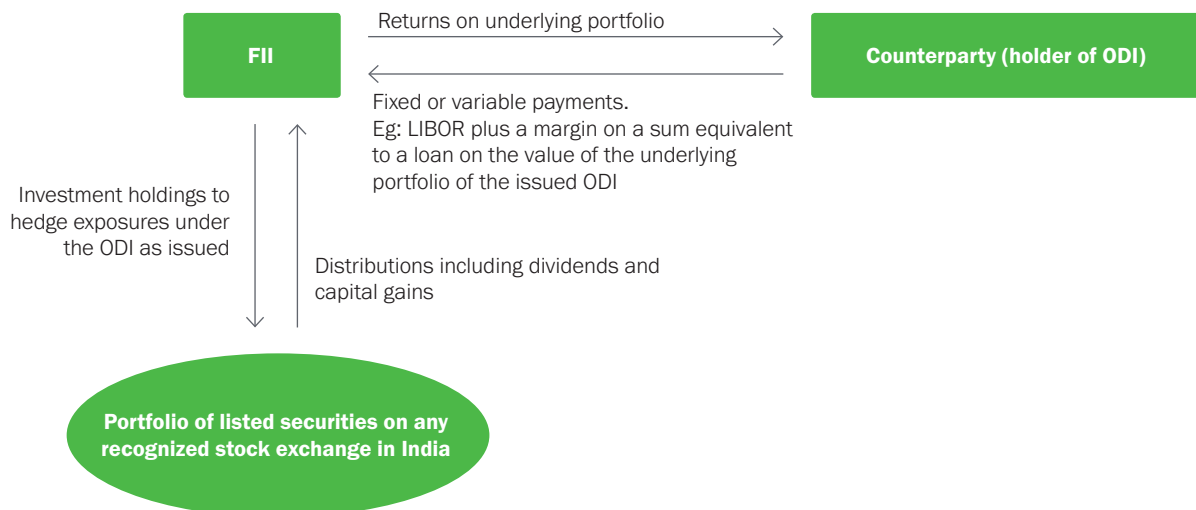 Returns on underlying portfolio
FII
Counterparty (holder of ODI)
Fixed or variable payments.
Eg: LIBOR plus a margin on a sum equivalent
to a loan on the value of the underlying
portfolio of the issued ODI
Investment holdings to
hedge exposures under
the ODI as issued
Distributions including dividends and
capital gains
Portfolio of listed securities on any
recognized stock exchange in India